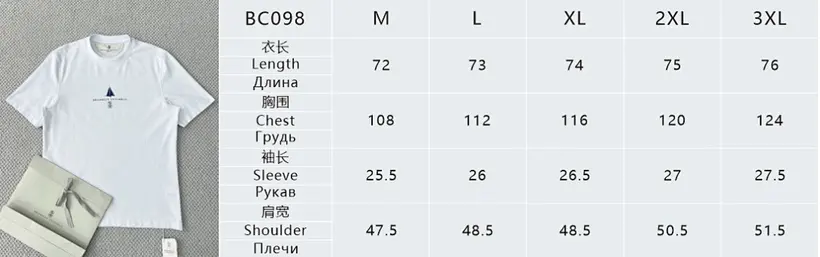 BC098 M L XL 2XL 3XL
衣长
Length 72 73 74 75 76
Длина
胸围
Chest 108 112 116 120 124
Грудь
袖长
Sleeve 25.5 26 26.5 27 27.5
Рукав
肩宽
Shoulder 47.5 48.5 48.5 50.5 51.5
Плечи